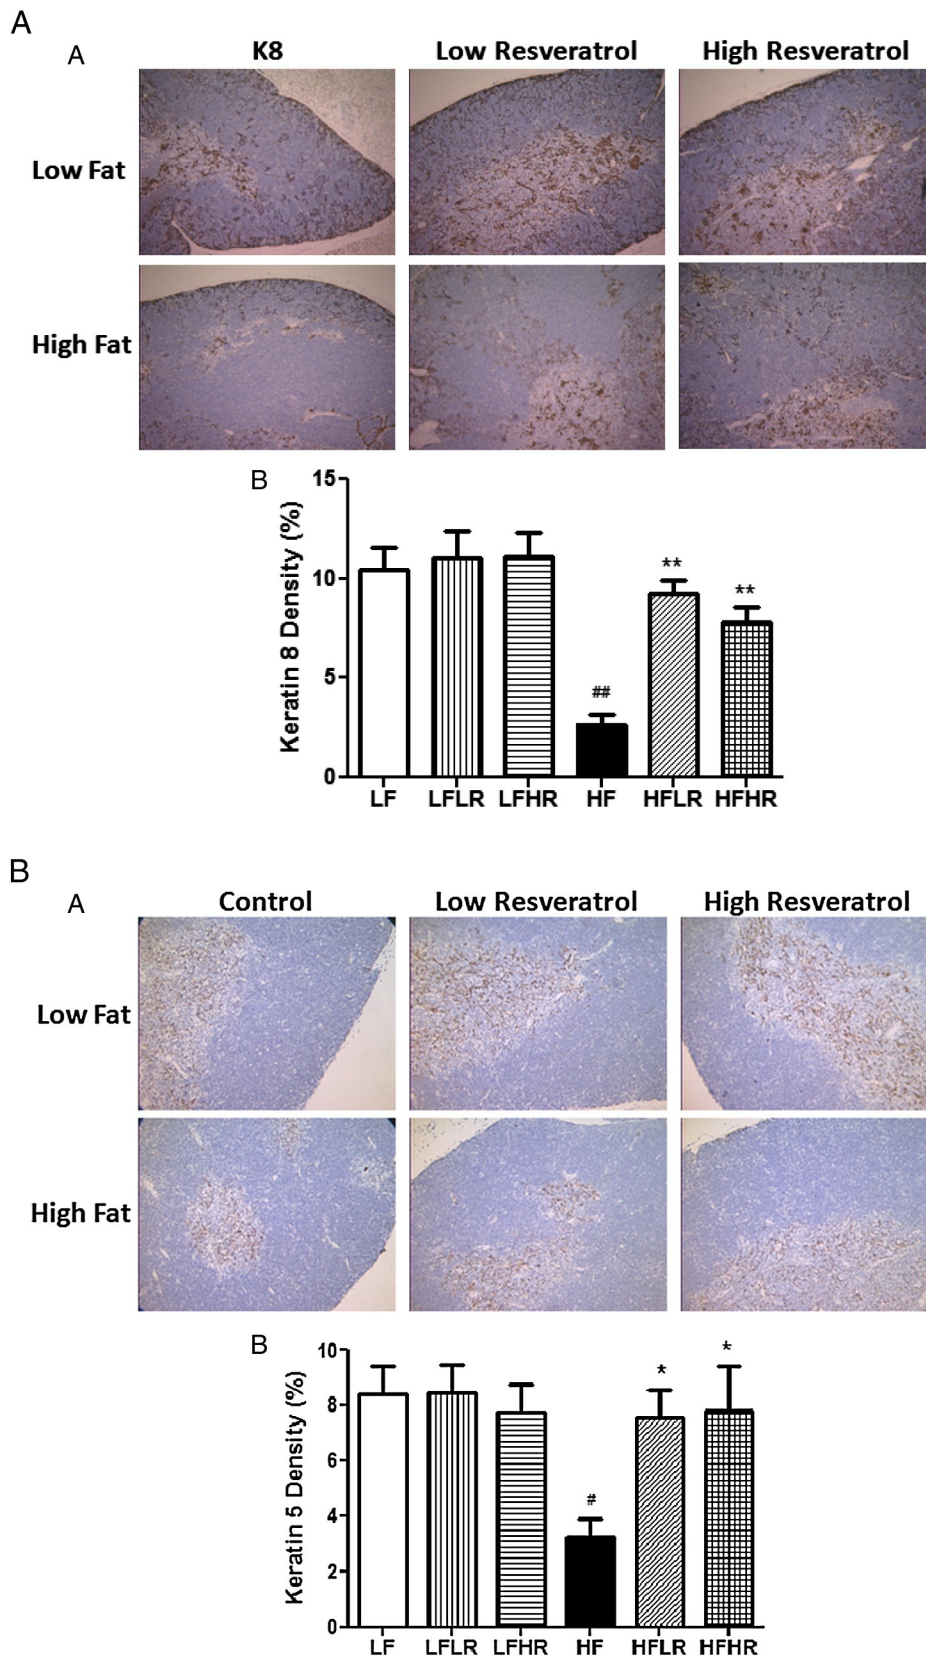 A
A
K8 Low Resveratrol High Resveratrol
Low Fat
High Fat
B
Keratin 8 Density (%)
15
10
5
0
##
**
**
LF LFLR LFHR HF HFLR HFHR
B
A
Control Low Resveratrol High Resveratrol
Low Fat
High Fat
B
Keratin 5 Density (%)
10
8
6
4
2
0
#
*
*
LF LFLR LFHR HF HFLR HFHR